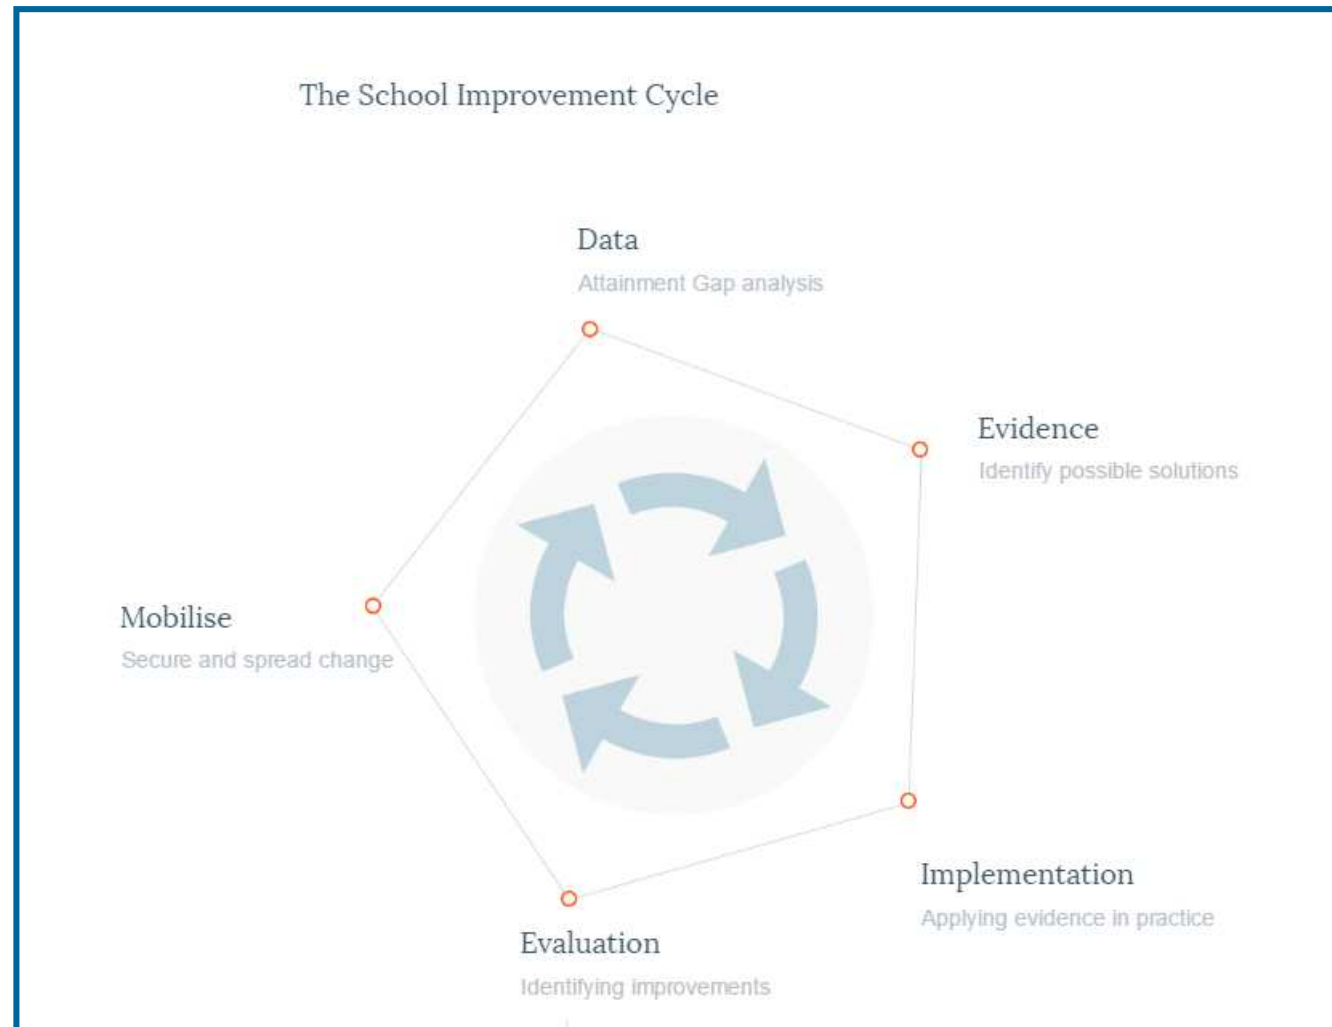 The School Improvement Cycle
Data
Attainment Gap analysis
Evidence
Identify possible solutions
Mobilise
Secure and spread change
Implementation
Applying evidence in practice
Evaluation
Identifying improvements